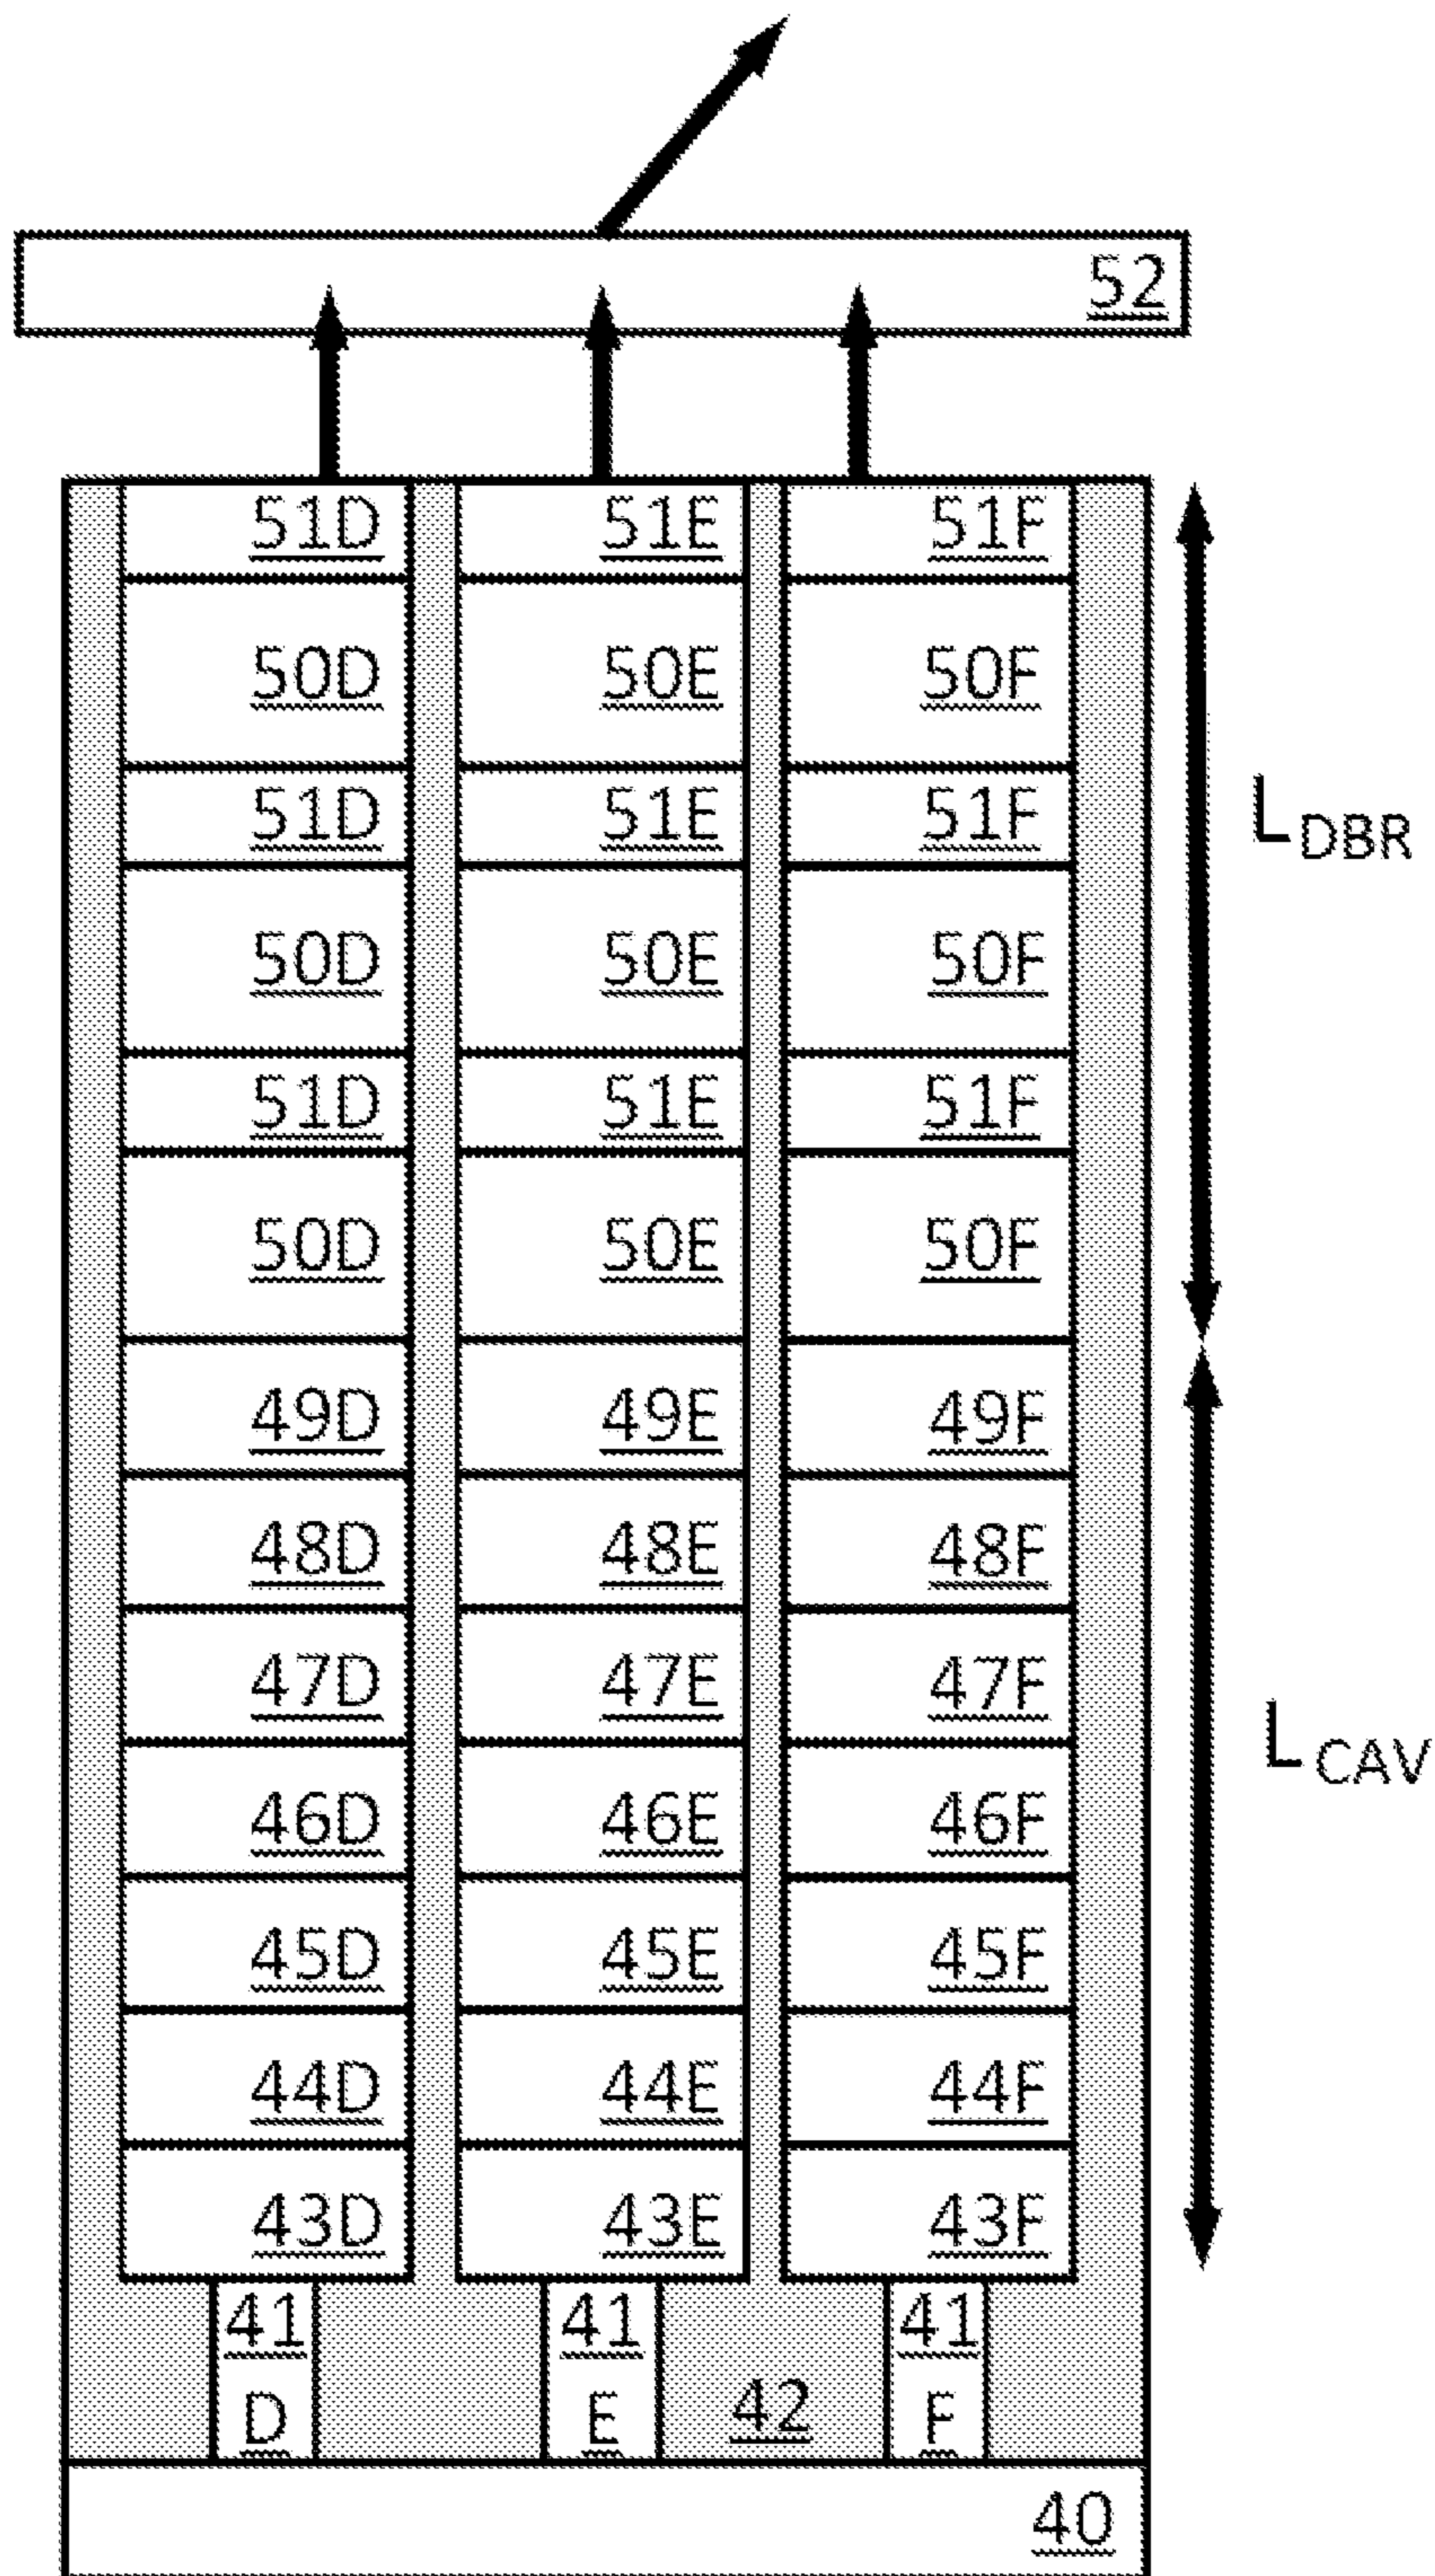 52
51D 51E 51F
50D 50E 50F
51D 51E 51F
L DBR
50D 50E 50F
51D 51E 51F
50D 50E 50F
49D 49E 49F
48D 48E 48F
47D 47E 47F
L CAV
46D 46E 46F
45D 45E 45F
44D 44E 44F
43D 43E 43F
41 41 41
D E 42 F
40